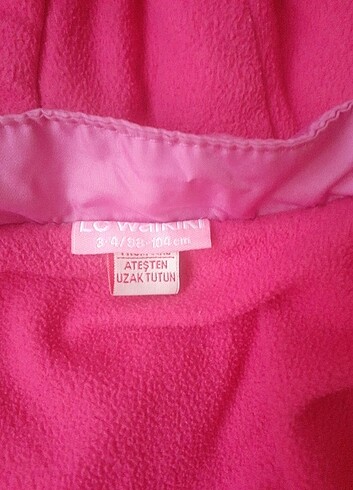 LC Waikiki
3-4/98-104 cm
ATEŞTEN
UZAK TUTUN